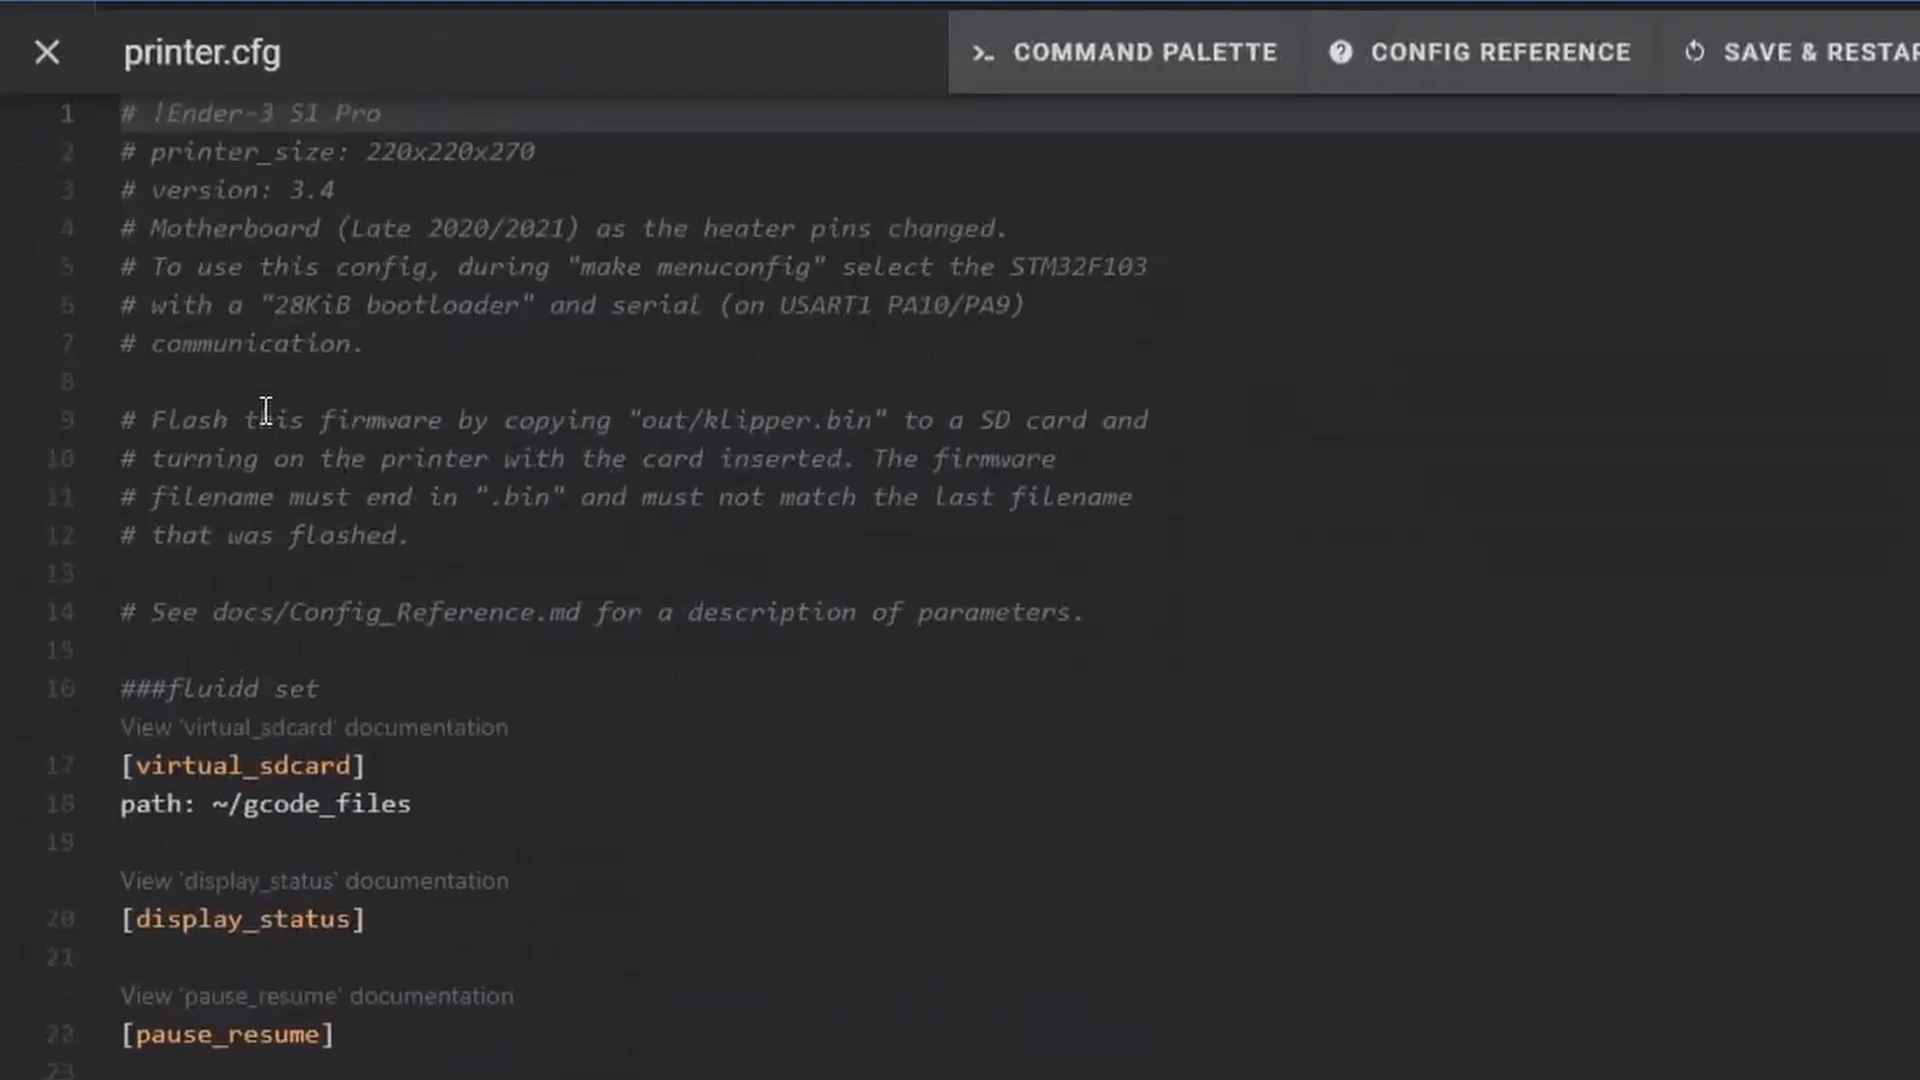 printer.cfg
COMMAND PALETTE
CONFIG REFERENCE
SAVE & RESTAR
1 # !Ender-3 S1 Pro
2 # printer_size: 220x220x270
3 # version: 3.4
4 # Motherboard (Late 2020/2021) as the heater pins changed.
5 # To use this config, during "make menuconfig" select the STM32F103
6 # with a "28KiB bootloader" and serial (on USART1 PA10/PA9)
7 # communication.
8
9 # Flash this firmware by copying "out/klipper.bin" to a SD card and
10 # turning on the printer with the card inserted. The firmware
11 # filename must end in ".bin" and must not match the last filename
12 # that was flashed.
13
14 # See docs/Config_Reference.md for a description of parameters.
15
16 ###fluidd set
View 'virtual_sdcard' documentation
17 [virtual_sdcard]
18 path: ~/gcode_files
19
View 'display_status' documentation
20 [display_status]
21
View 'pause_resume' documentation
22 [pause_resume]
23